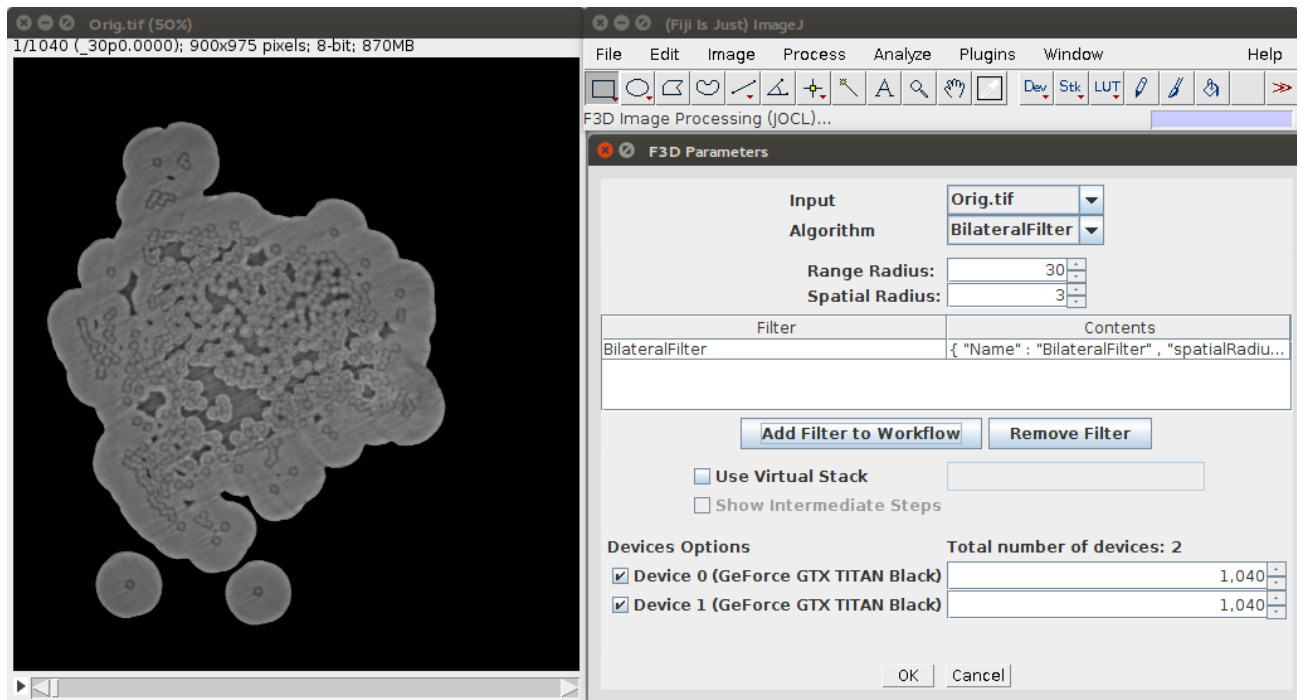 Orig.tif (50%)
1/1040 (_30p0.0000); 900x975 pixels; 8-bit; 870MB
(Fiji Is Just) ImageJ
File Edit Image Process Analyze Plugins Window Help
A Dev Stk LUT >>
F3D Image Processing (JOCL)...
F3D Parameters
Input Orig.tif
Algorithm BilateralFilter
Range Radius: 30
Spatial Radius: 3
Filter Contents
BilateralFilter { "Name" : "BilateralFilter" , "spatialRadiu...
Add Filter to Workflow Remove Filter
Use Virtual Stack
Show Intermediate Steps
Devices Options Total number of devices: 2
Device 0 (GeForce GTX TITAN Black) 1,040
Device 1 (GeForce GTX TITAN Black) 1,040
OK Cancel